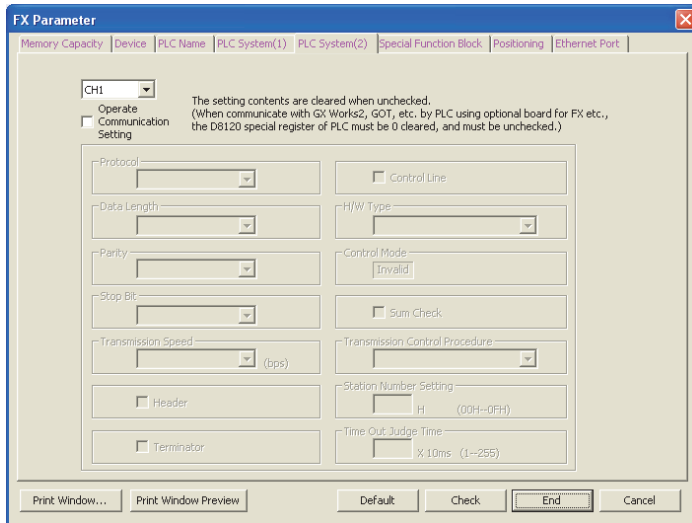 FX Parameter
Memory Capacity Device PLC Name PLC System(1) PLC System(2) Special Function Block Positioning Ethernet Port
CH1
Operate
Communication
Setting
The setting contents are cleared when unchecked.
(When communicate with GX Works2, GOT, etc. by PLC using optional board for FX etc.,
the D8120 special register of PLC must be 0 cleared, and must be unchecked.)
Protocol
Control Line
Data Length
H/W Type
Parity
Control Mode
Invalid
Stop Bit
Sum Check
Transmission Speed
(bps)
Transmission Control Procedure
Header
Station Number Setting
H (00H--0FH)
Terminator
Time Out Judge Time
X 10ms (1--255)
Print Window... Print Window Preview Default Check End Cancel